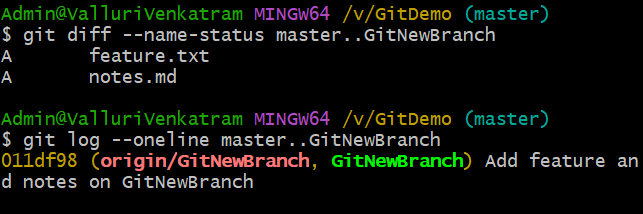 Admin@ValluriVenkatram MINGW64 /v/GitDemo (master)
$ git diff --name-status master..GitNewBranch
A       feature.txt
A       notes.md
Admin@ValluriVenkatram MINGW64 /v/GitDemo (master)
$ git log --oneline master..GitNewBranch
011df98 (origin/GitNewBranch, GitNewBranch) Add feature an
d notes on GitNewBranch